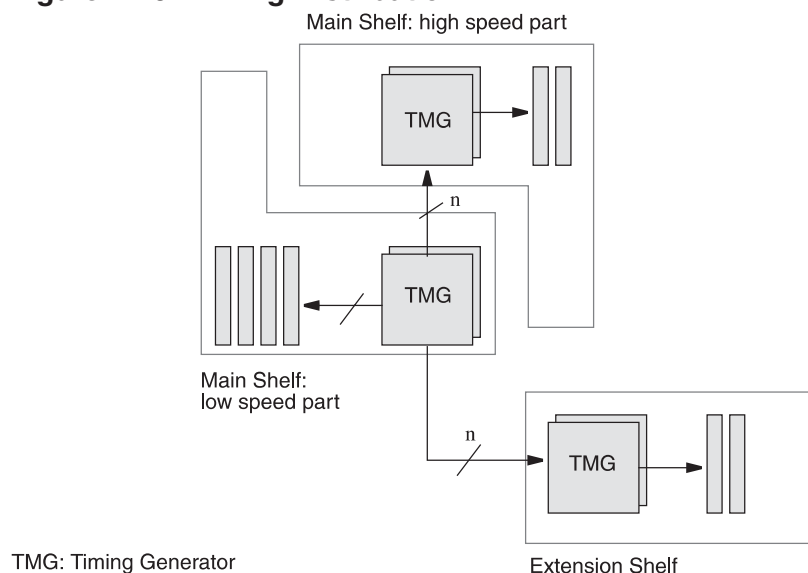 Main Shelf: high speed part
TMG
n
TMG
Main Shelf:
low speed part
n
TMG
TMG: Timing Generator
Extension Shelf